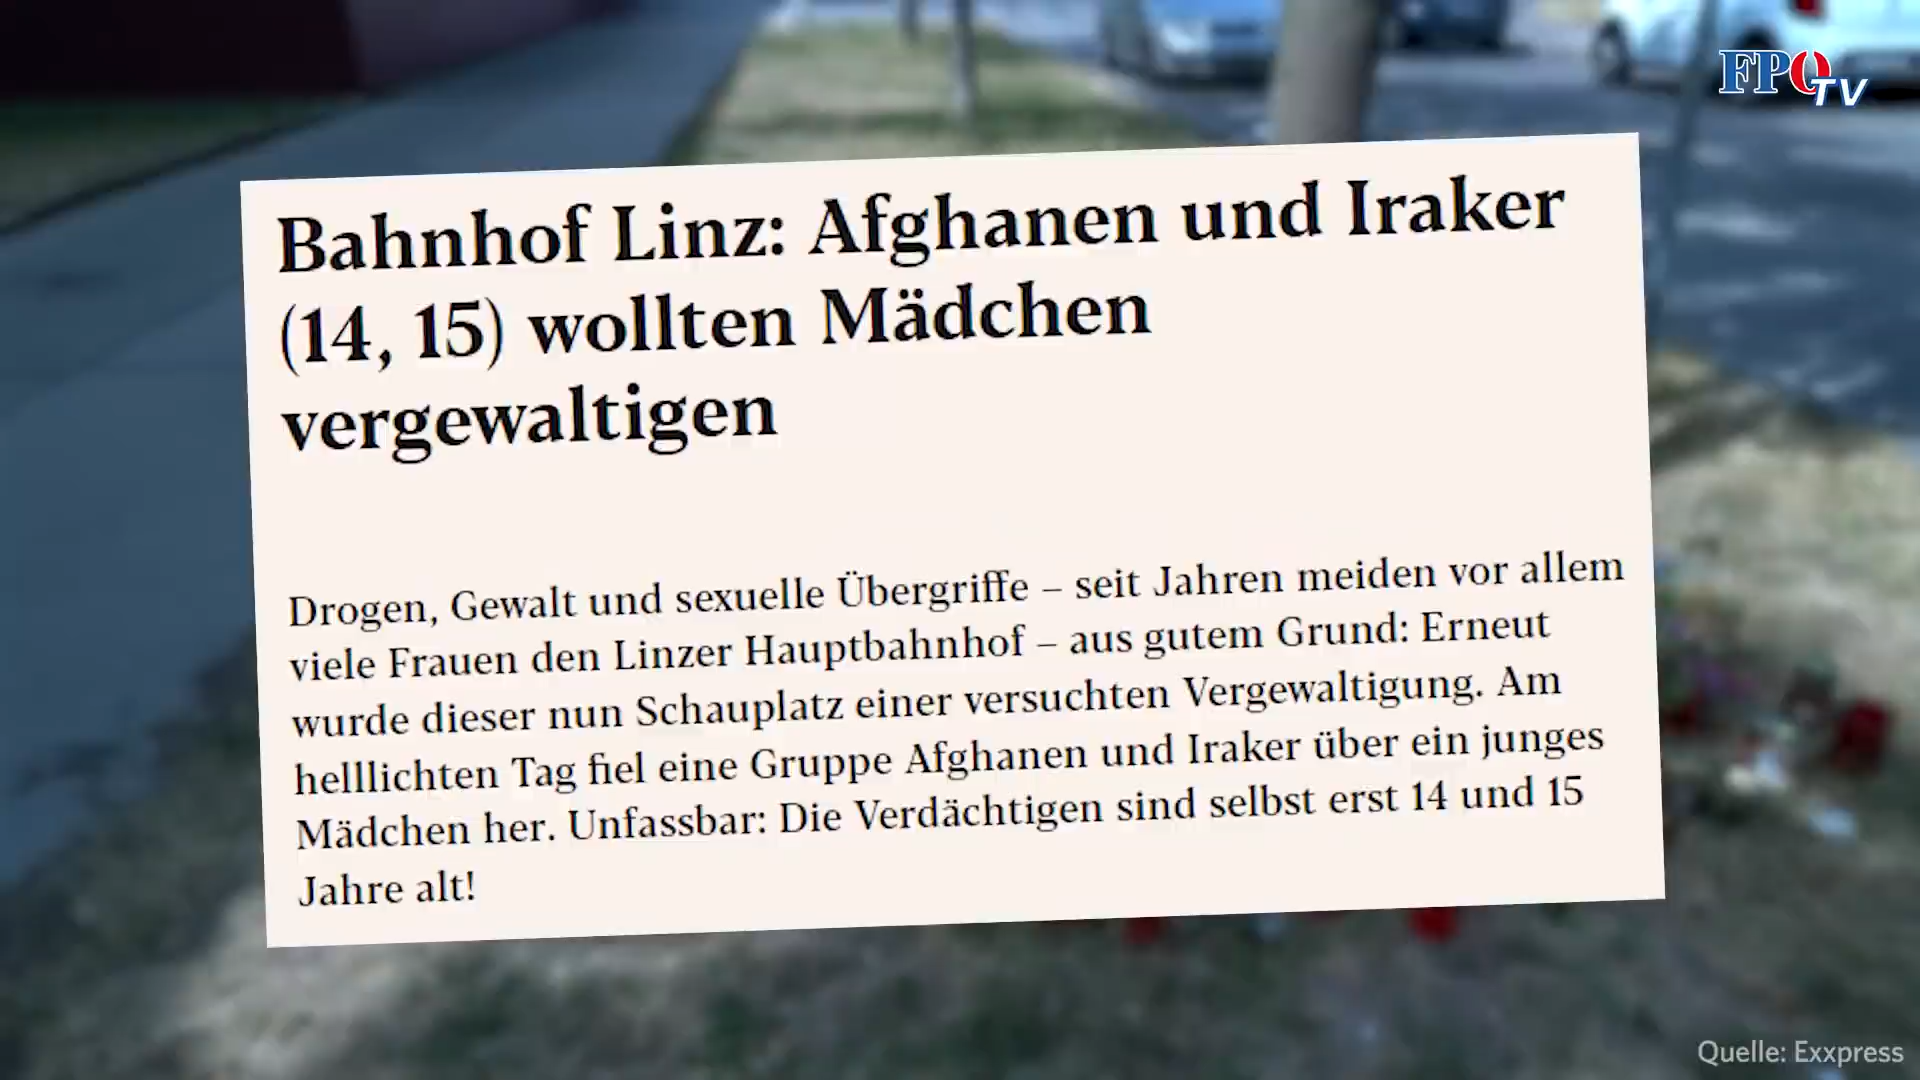 FPÖ TV
Bahnhof Linz: Afghanen und Iraker
(14, 15) wollten Mädchen
vergewaltigen
Drogen, Gewalt und sexuelle Übergriffe – seit Jahren meiden vor allem
viele Frauen den Linzer Hauptbahnhof – aus gutem Grund: Erneut
wurde dieser nun Schauplatz einer versuchten Vergewaltigung. Am
helllichten Tag fiel eine Gruppe Afghanen und Iraker über ein junges
Mädchen her. Unfassbar: Die Verdächtigen sind selbst erst 14 und 15
Jahre alt!
Quelle: Exxpress